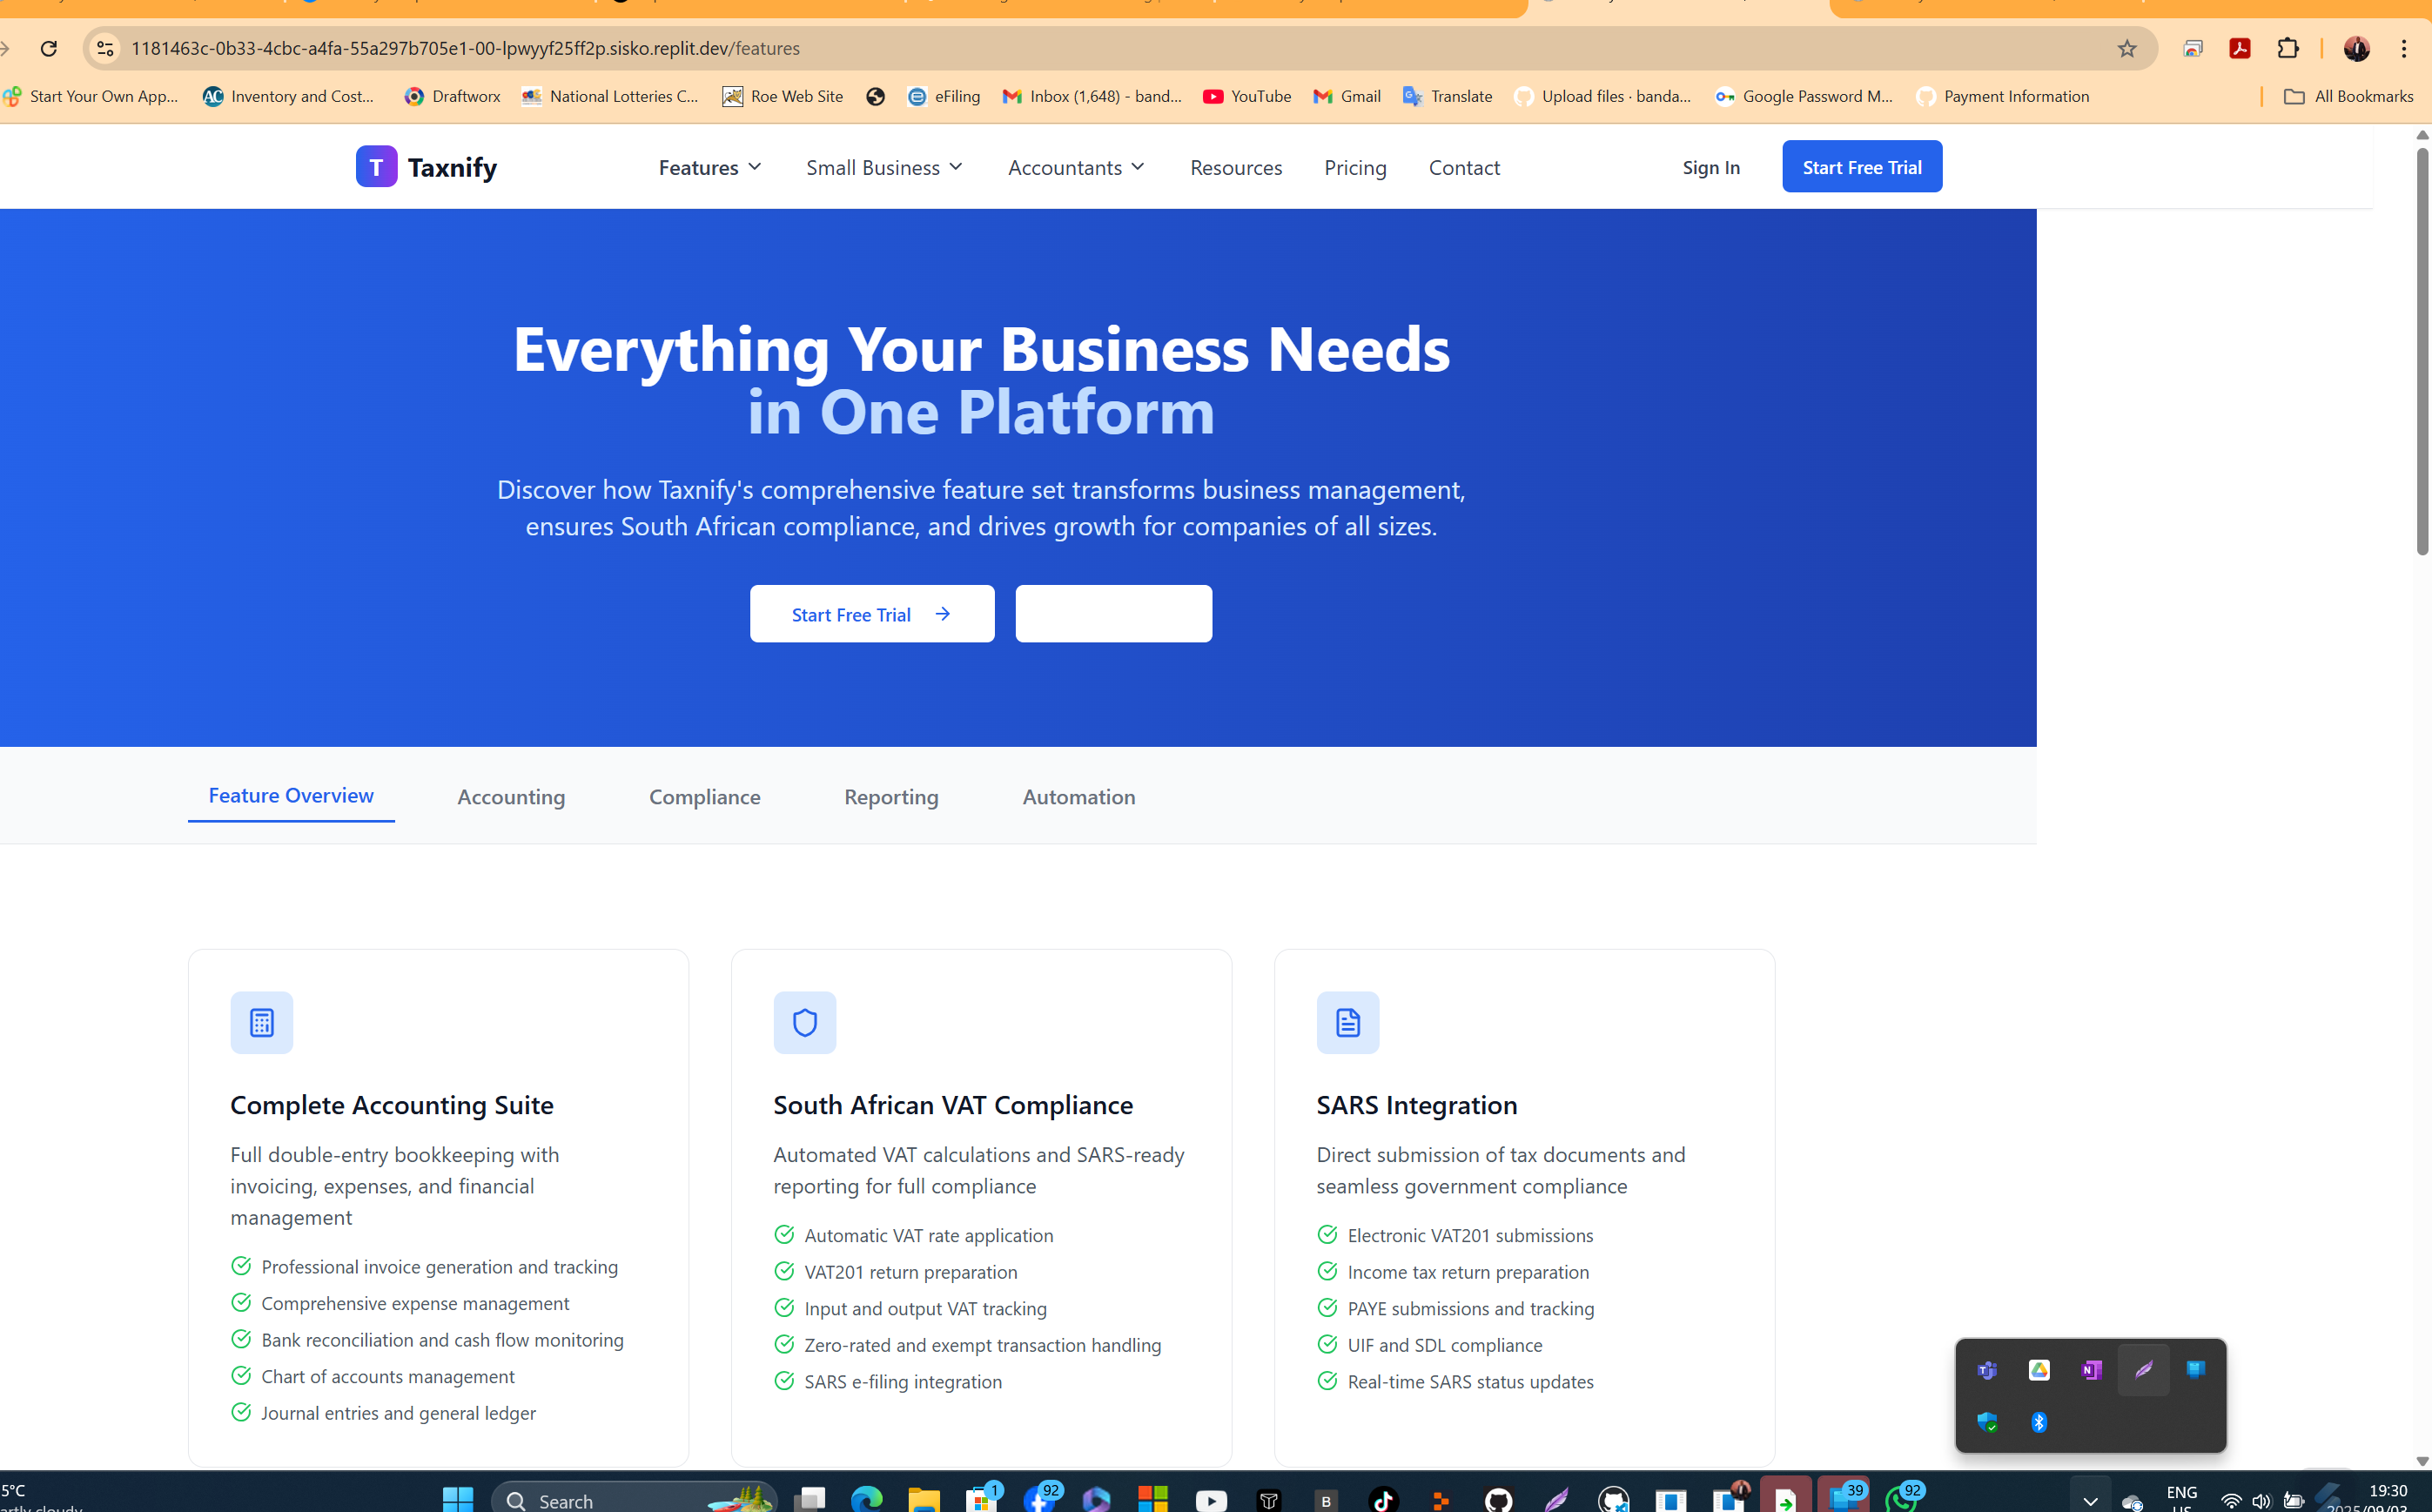 1181463c-0b33-4cbc-a4fa-55a297b705e1-00-lpwyyf25ff2p.sisko.replit.dev/features
Start Your Own App...
Inventory and Cost...
Draftworx
National Lotteries C...
Roe Web Site
eFiling
Inbox (1,648) - band...
YouTube
Gmail
Translate
Upload files · banda...
Google Password M...
Payment Information
All Bookmarks
T Taxnify
Features
Small Business
Accountants
Resources
Pricing
Contact
Sign In
Start Free Trial
Everything Your Business Needs
in One Platform
Discover how Taxnify's comprehensive feature set transforms business management,
ensures South African compliance, and drives growth for companies of all sizes.
Start Free Trial
Feature Overview
Accounting
Compliance
Reporting
Automation
Complete Accounting Suite
Full double-entry bookkeeping with
invoicing, expenses, and financial
management
Professional invoice generation and tracking
Comprehensive expense management
Bank reconciliation and cash flow monitoring
Chart of accounts management
Journal entries and general ledger
South African VAT Compliance
Automated VAT calculations and SARS-ready
reporting for full compliance
Automatic VAT rate application
VAT201 return preparation
Input and output VAT tracking
Zero-rated and exempt transaction handling
SARS e-filing integration
SARS Integration
Direct submission of tax documents and
seamless government compliance
Electronic VAT201 submissions
Income tax return preparation
PAYE submissions and tracking
UIF and SDL compliance
Real-time SARS status updates
5°C
Search
1
92
B
39
92
ENG
US
19:30
2025/09/03